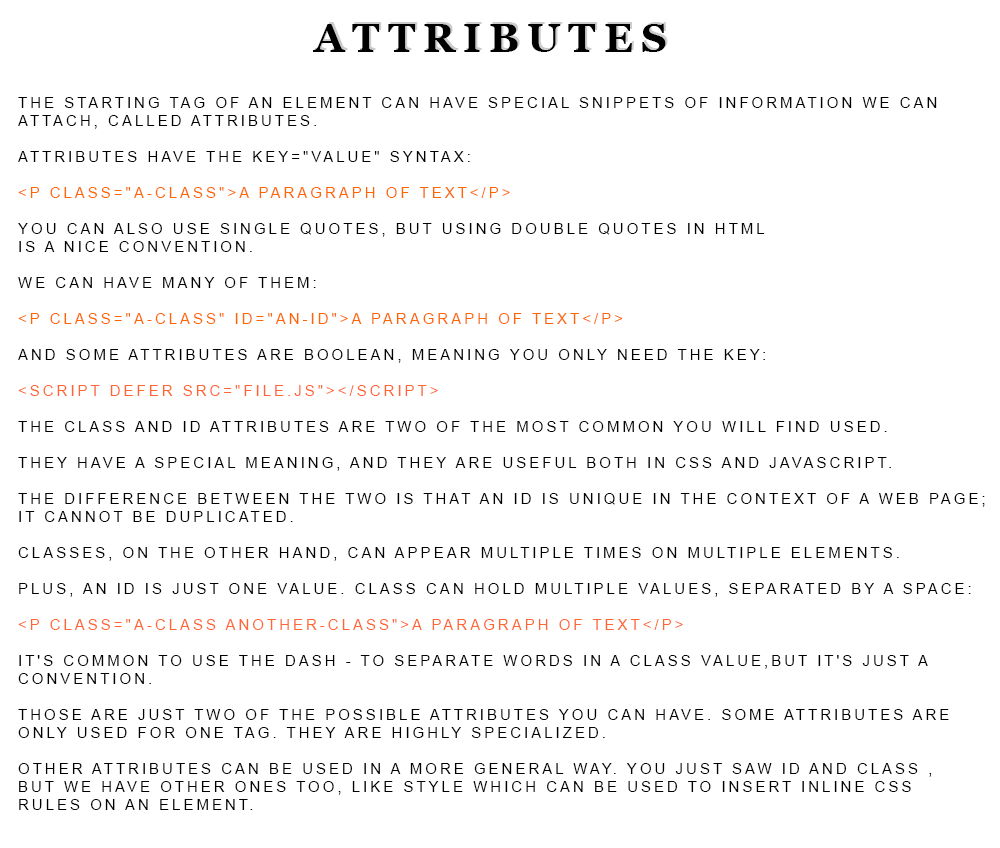 ATTRIBUTES
THE STARTING TAG OF AN ELEMENT CAN HAVE SPECIAL SNIPPETS OF INFORMATION WE CAN
ATTACH, CALLED ATTRIBUTES.
ATTRIBUTES HAVE THE KEY="VALUE" SYNTAX:
<P CLASS="A-CLASS">A PARAGRAPH OF TEXT</P>
YOU CAN ALSO USE SINGLE QUOTES, BUT USING DOUBLE QUOTES IN HTML
IS A NICE CONVENTION.
WE CAN HAVE MANY OF THEM:
<P CLASS="A-CLASS" ID="AN-ID">A PARAGRAPH OF TEXT</P>
AND SOME ATTRIBUTES ARE BOOLEAN, MEANING YOU ONLY NEED THE KEY:
<SCRIPT DEFER SRC="FILE.JS"></SCRIPT>
THE CLASS AND ID ATTRIBUTES ARE TWO OF THE MOST COMMON YOU WILL FIND USED.
THEY HAVE A SPECIAL MEANING, AND THEY ARE USEFUL BOTH IN CSS AND JAVASCRIPT.
THE DIFFERENCE BETWEEN THE TWO IS THAT AN ID IS UNIQUE IN THE CONTEXT OF A WEB PAGE;
IT CANNOT BE DUPLICATED.
CLASSES, ON THE OTHER HAND, CAN APPEAR MULTIPLE TIMES ON MULTIPLE ELEMENTS.
PLUS, AN ID IS JUST ONE VALUE. CLASS CAN HOLD MULTIPLE VALUES, SEPARATED BY A SPACE:
<P CLASS="A-CLASS ANOTHER-CLASS">A PARAGRAPH OF TEXT</P>
IT'S COMMON TO USE THE DASH - TO SEPARATE WORDS IN A CLASS VALUE,BUT IT'S JUST A
CONVENTION.
THOSE ARE JUST TWO OF THE POSSIBLE ATTRIBUTES YOU CAN HAVE. SOME ATTRIBUTES ARE
ONLY USED FOR ONE TAG. THEY ARE HIGHLY SPECIALIZED.
OTHER ATTRIBUTES CAN BE USED IN A MORE GENERAL WAY. YOU JUST SAW ID AND CLASS ,
BUT WE HAVE OTHER ONES TOO, LIKE STYLE WHICH CAN BE USED TO INSERT INLINE CSS
RULES ON AN ELEMENT.